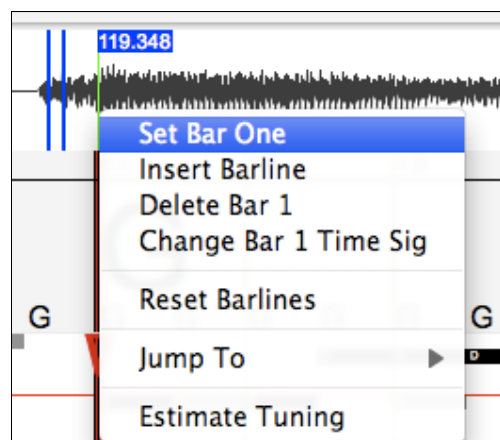 119.348
Set Bar One
Insert Barline
Delete Bar 1
Change Bar 1 Time Sig
Reset Barlines
G G
Jump To
D
Estimate Tuning